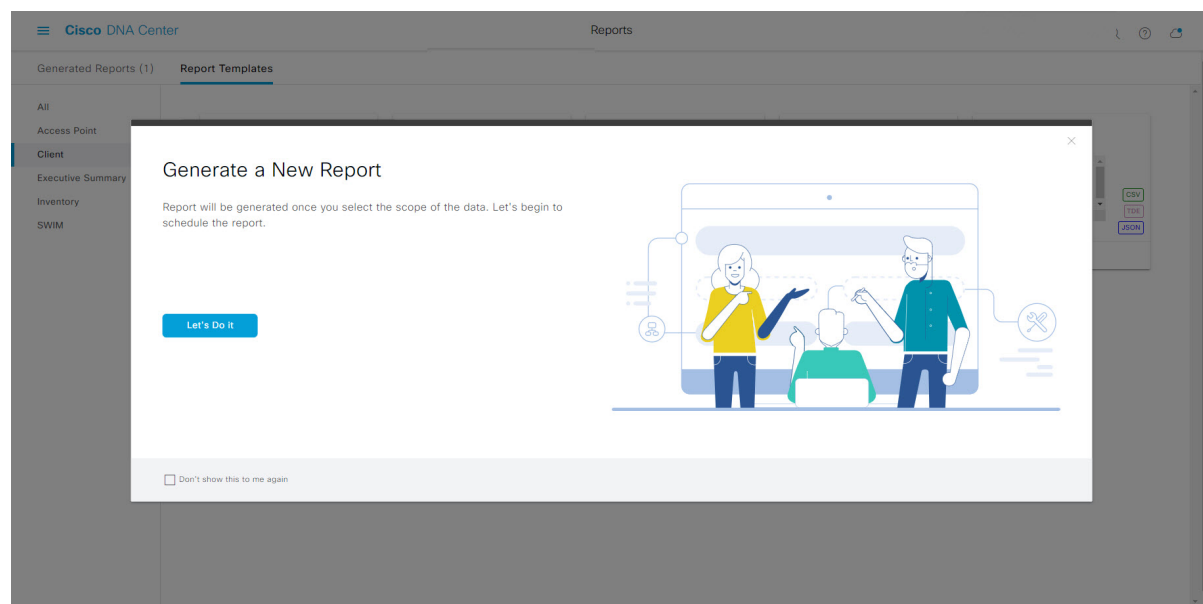 Cisco DNA Center
Reports
Generated Reports (1)
Report Templates
All
Access Point
Client
Executive Summary
Inventory
SWIM
Generate a New Report
Report will be generated once you select the scope of the data. Let's begin to
schedule the report.
Let's Do it
Don't show this to me again
CSV
TDE
JSON